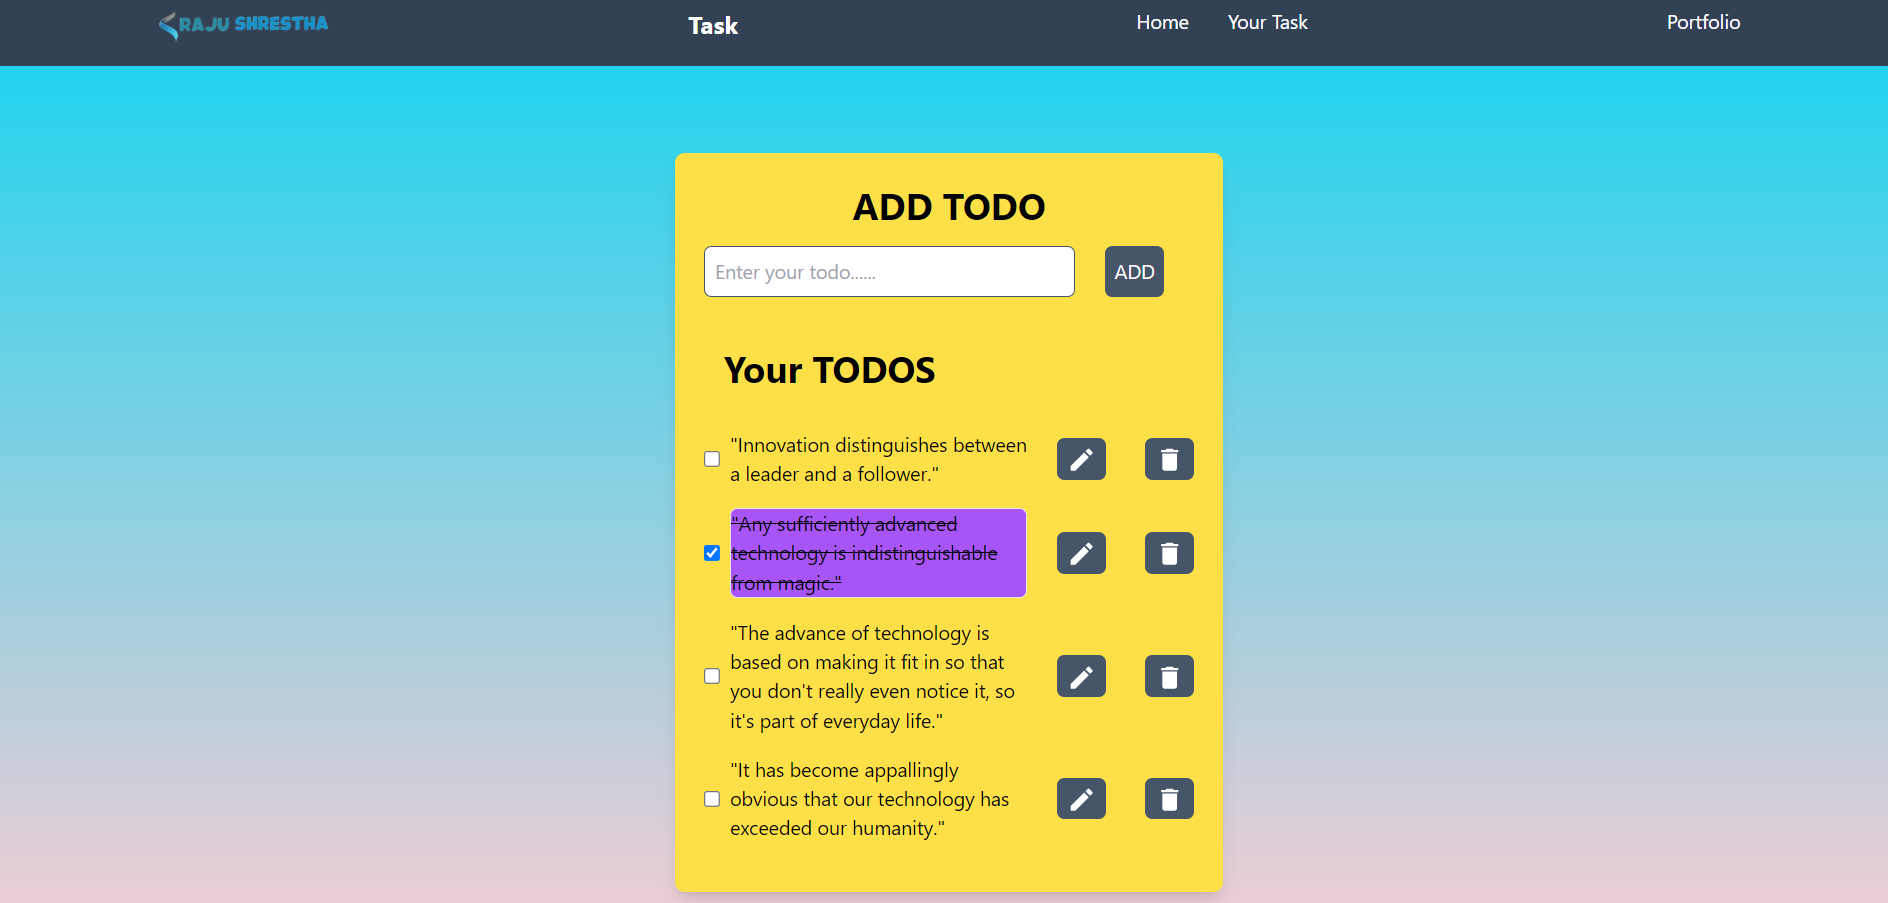 RAJU SHRESTHA
Task
Home
Your Task
Portfolio
ADD TODO
Enter your todo......
ADD
Your TODOS
"Innovation distinguishes between
a leader and a follower."
"Any sufficiently advanced
technology is indistinguishable
from magic."
"The advance of technology is
based on making it fit in so that
you don't really even notice it, so
it's part of everyday life."
"It has become appallingly
obvious that our technology has
exceeded our humanity."